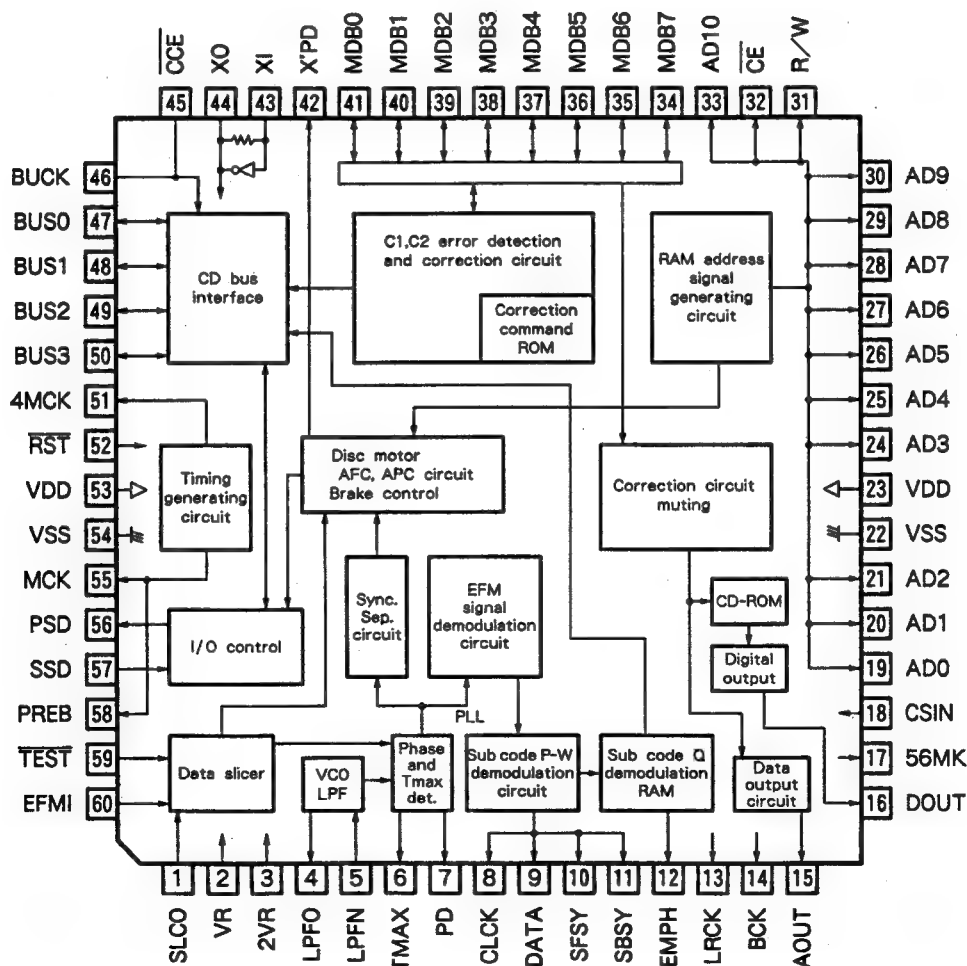 CCE
XO
XI
X'PD
MDB0
MDB1
MDB2
MDB3
MDB4
MDB5
MDB6
MDB7
AD10
CE
R/W
45
44
43
42
41
40
39
38
37
36
35
34
33
32
31
BUCK 46
BUS0 47
BUS1 48
BUS2 49
BUS3 50
4MCK 51
RST 52
VDD 53
VSS 54
MCK 55
PSD 56
SSD 57
PREB 58
TEST 59
EFMI 60
CD bus
interface
C1,C2 error detection
and correction circuit
Correction
command
ROM
RAM address
signal
generating
circuit
Timing
generating
circuit
Disc motor
AFC, APC circuit
Brake control
Correction circuit
muting
I/O control
Sync.
Sep.
circuit
EFM
signal
demodulation
circuit
CD-ROM
Digital
output
PLL
Data slicer
VCO
LPF
Phase
and
Tmax
det.
Sub code P-W
demodulation
circuit
Sub code Q
demodulation
RAM
Data
output
circuit
30 AD9
29 AD8
28 AD7
27 AD6
26 AD5
25 AD4
24 AD3
23 VDD
22 VSS
21 AD2
20 AD1
19 AD0
18 CSIN
17 56MK
16 DOUT
1
2
3
4
5
6
7
8
9
10
11
12
13
14
15
SLCO
VR
2VR
LPFO
LPFN
TMAX
PD
CLCK
DATA
SFSY
SBSY
EMPH
LRCK
BCK
AOUT